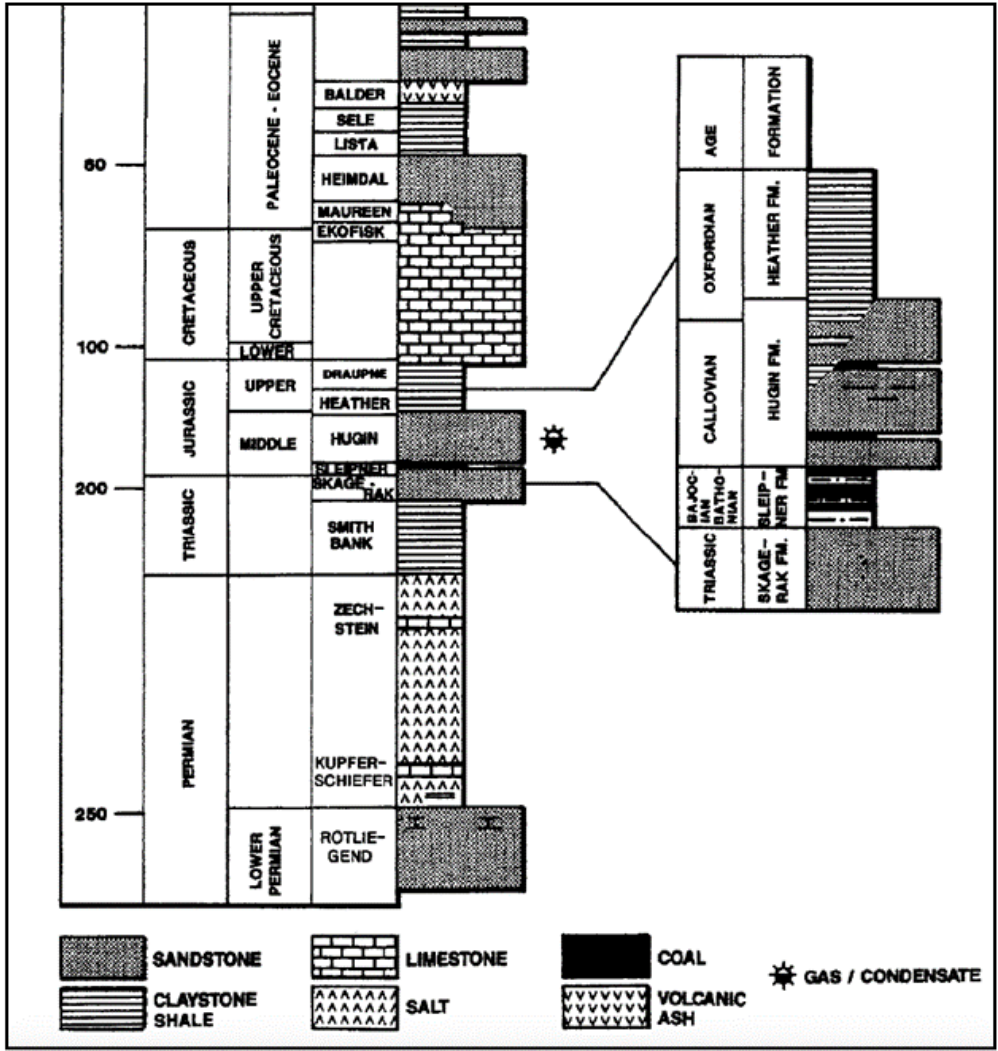 PALEOCENE - EOCENE
BALDER
SELE
LISTA
60
HEIMDAL
MAUREEN
EKOFISK
CRETACEOUS
UPPER
CRETACEOUS
100
LOWER
JURASSIC
UPPER
DRAUPNE
HEATHER
MIDDLE
HUGIN
SLEIPNER
200
SKAGE-
RAK
TRIASSIC
SMITH
BANK
PERMIAN
ZECH-
STEIN
KUPFER-
SCHIEFER
250
LOWER
PERMIAN
ROTLIE-
GEND
AGE
FORMATION
OXFORDIAN
HEATHER FM.
CALLOVIAN
HUGIN FM.
BAJOC-
IAN
BATHO-
NIAN
SLEIP-
NER FM
TRIASSIC
SKAGE-
RAK FM.
SANDSTONE
LIMESTONE
COAL
GAS / CONDENSATE
CLAYSTONE
SHALE
SALT
VOLCANIC
ASH